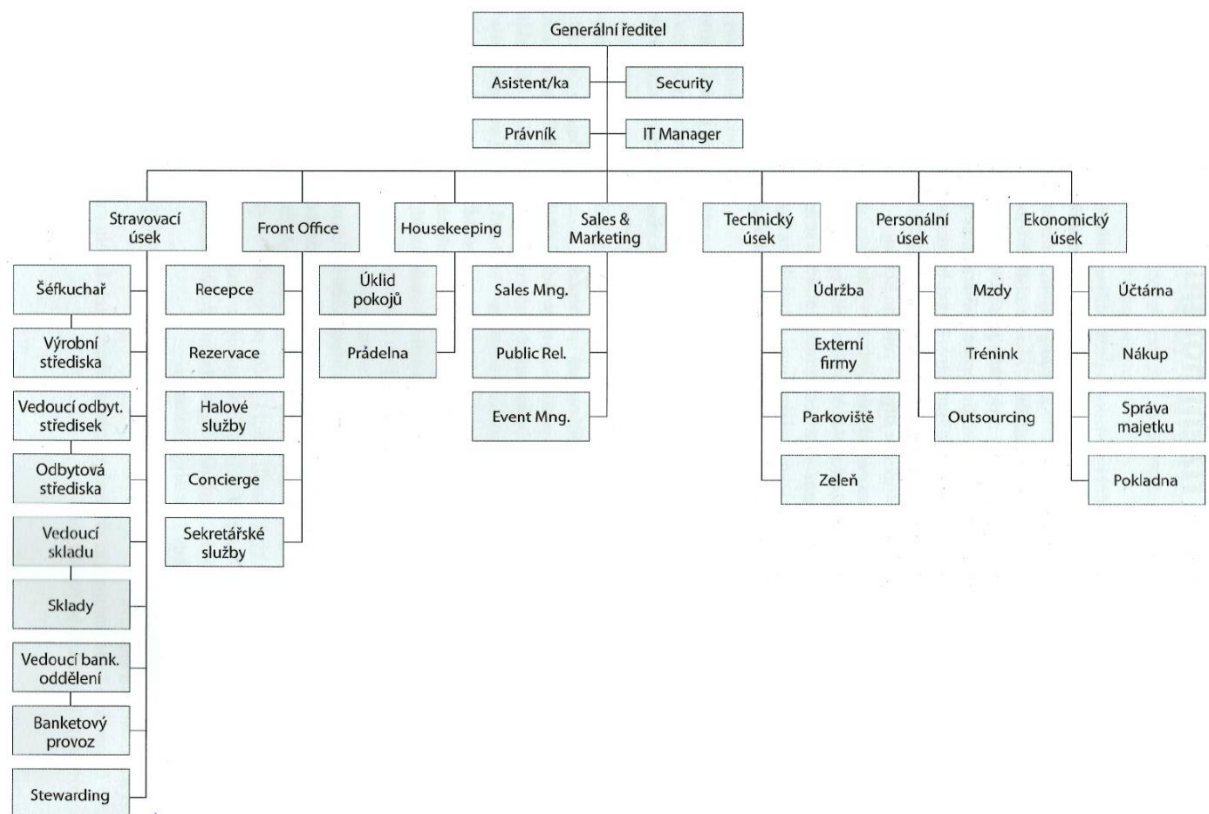 Generální ředitel
Asistent/ka
Security
Právník
IT Manager
Stravovací
úsek
Front Office
Housekeeping
Sales &
Marketing
Technický
úsek
Personální
úsek
Ekonomický
úsek
Šéfkuchař
Výrobní
střediska
Vedoucí odbyt.
středisek
Odbytová
střediska
Vedoucí
skladu
Sklady
Vedoucí bank.
oddělení
Banketový
provoz
Stewarding
Recepce
Rezervace
Halové
služby
Concierge
Sekretářské
služby
Úklid
pokojů
Prádelna
Sales Mng.
Public Rel.
Event Mng.
Údržba
Externí
firmy
Parkoviště
Zeleň
Mzdy
Trénink
Outsourcing
Účtárna
Nákup
Správa
majetku
Pokladna